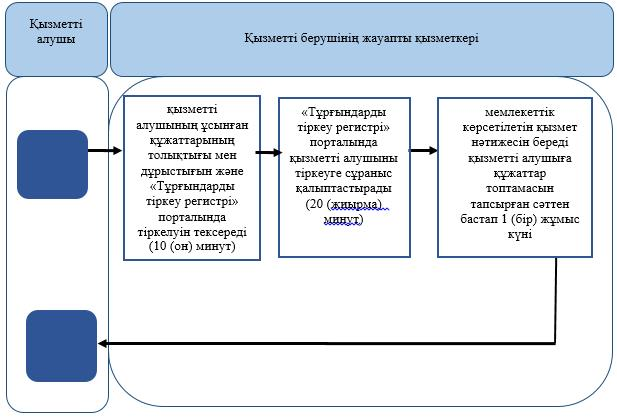 Қызметті
алушы
Қызметті берушінің жауапты қызметкері
қызметті
алушының ұсынған
құжаттарының
толықтығы мен
дұрыстығын және
«Тұрғындарды
тіркеу регистрі»
порталында
тіркелуін тексереді
(10 (он) минут)
«Тұрғындарды
тіркеу регистрі»
порталында
қызметті алушыны
тіркеуге сұраныс
қалыптастырады
(20 (жиырма)
минут)
мемлекеттік
көрсетілетін қызмет
нәтижесін береді
қызметті алушыға
құжаттар
топтамасын
тапсырған сәттен
бастап 1 (бір) жұмыс
күні